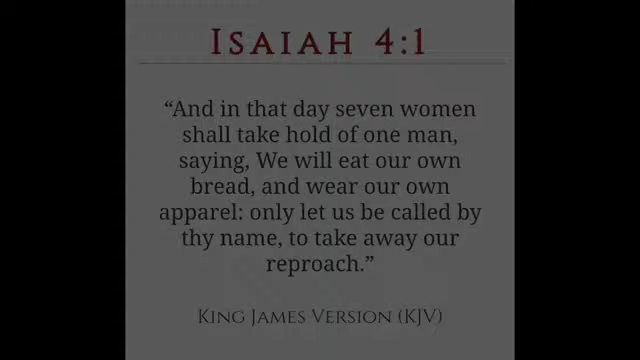 Isaiah 4:1
“And in that day seven women
shall take hold of one man,
saying, We will eat our own
bread, and wear our own
apparel: only let us be called by
thy name, to take away our
reproach.”
King James Version (KJV)